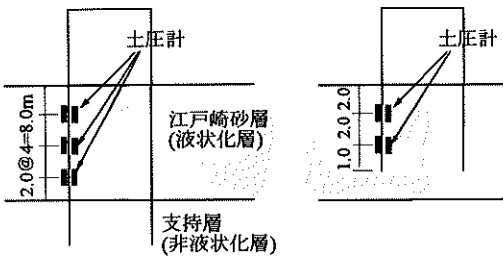 土圧計
土圧計
2.0@4=8.0m
江戸崎砂層
(液状化層)
支持層
(非液状化層)
1.0 2.0 2.0